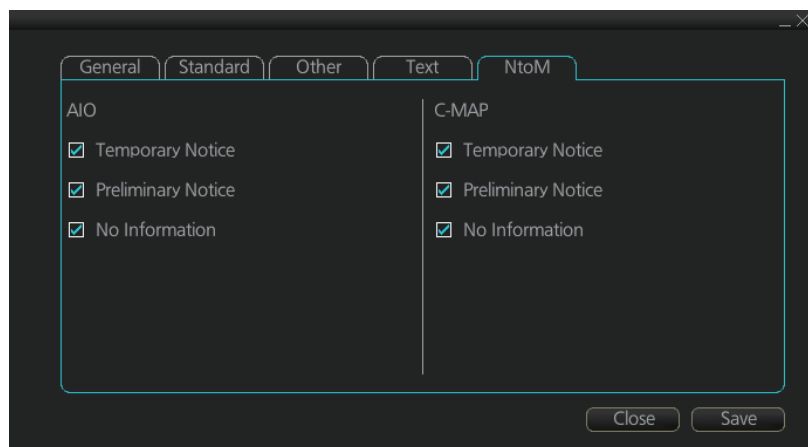 General Standard Other Text NtoM
AIO
Temporary Notice
Preliminary Notice
No Information
C-MAP
Temporary Notice
Preliminary Notice
No Information
Close Save